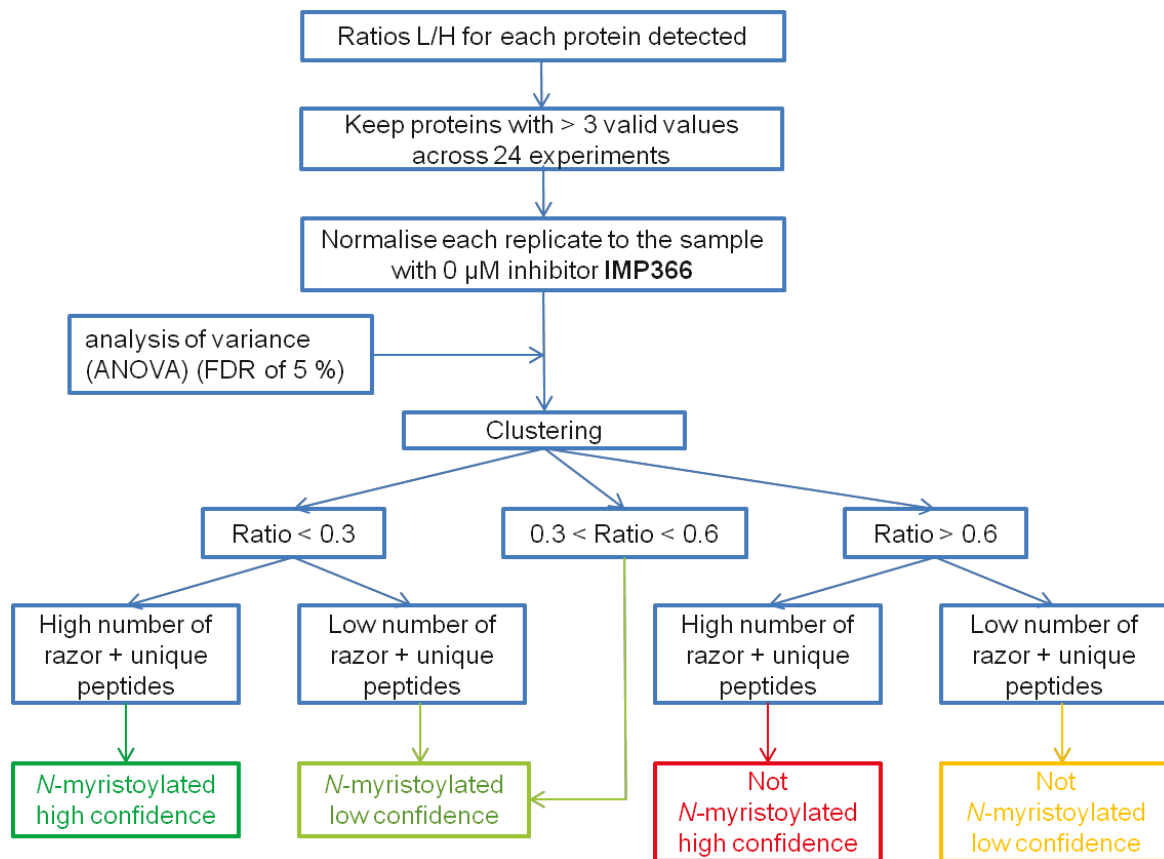 Ratios L/H for each protein detected
Keep proteins with > 3 valid values
across 24 experiments
Normalise each replicate to the sample
with 0 µM inhibitor IMP366
analysis of variance
(ANOVA) (FDR of 5 %)
Clustering
Ratio < 0.3
0.3 < Ratio < 0.6
Ratio > 0.6
High number of
razor + unique
peptides
Low number of
razor + unique
peptides
High number of
razor + unique
peptides
Low number of
razor + unique
peptides
N-myristoylated
high confidence
N-myristoylated
low confidence
Not
N-myristoylated
high confidence
Not
N-myristoylated
low confidence